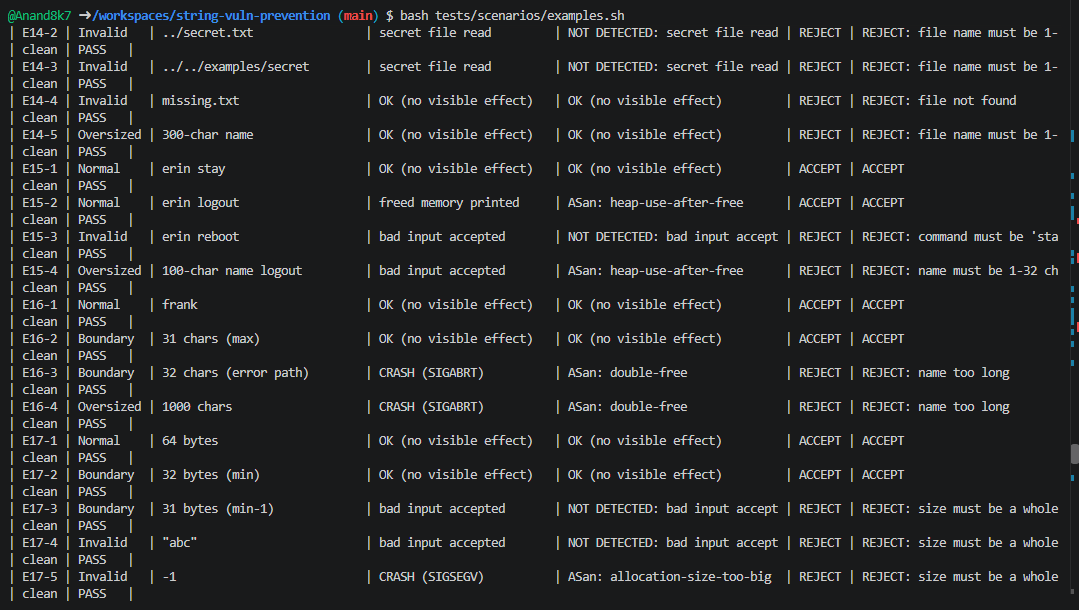 @Anand8k7 ➜/workspaces/string-vuln-prevention (main) $ bash tests/scenarios/examples.sh
| E14-2 | Invalid   | ../secret.txt              | secret file read       | NOT DETECTED: secret file read | REJECT | REJECT: file name must be 1-
| clean | PASS   |
| E14-3 | Invalid   | ../../examples/secret      | secret file read       | NOT DETECTED: secret file read | REJECT | REJECT: file name must be 1-
| clean | PASS   |
| E14-4 | Invalid   | missing.txt                | OK (no visible effect) | OK (no visible effect)         | REJECT | REJECT: file not found
| clean | PASS   |
| E14-5 | Oversized | 300-char name              | OK (no visible effect) | OK (no visible effect)         | REJECT | REJECT: file name must be 1-
| clean | PASS   |
| E15-1 | Normal    | erin stay                  | OK (no visible effect) | OK (no visible effect)         | ACCEPT | ACCEPT
| clean | PASS   |
| E15-2 | Normal    | erin logout                | freed memory printed   | ASan: heap-use-after-free      | ACCEPT | ACCEPT
| clean | PASS   |
| E15-3 | Invalid   | erin reboot                | bad input accepted     | NOT DETECTED: bad input accept | REJECT | REJECT: command must be 'sta
| clean | PASS   |
| E15-4 | Oversized | 100-char name logout       | bad input accepted     | ASan: heap-use-after-free      | REJECT | REJECT: name must be 1-32 ch
| clean | PASS   |
| E16-1 | Normal    | frank                      | OK (no visible effect) | OK (no visible effect)         | ACCEPT | ACCEPT
| clean | PASS   |
| E16-2 | Boundary  | 31 chars (max)             | OK (no visible effect) | OK (no visible effect)         | ACCEPT | ACCEPT
| clean | PASS   |
| E16-3 | Boundary  | 32 chars (error path)      | CRASH (SIGABRT)        | ASan: double-free              | REJECT | REJECT: name too long
| clean | PASS   |
| E16-4 | Oversized | 1000 chars                 | CRASH (SIGABRT)        | ASan: double-free              | REJECT | REJECT: name too long
| clean | PASS   |
| E17-1 | Normal    | 64 bytes                   | OK (no visible effect) | OK (no visible effect)         | ACCEPT | ACCEPT
| clean | PASS   |
| E17-2 | Boundary  | 32 bytes (min)             | OK (no visible effect) | OK (no visible effect)         | ACCEPT | ACCEPT
| clean | PASS   |
| E17-3 | Boundary  | 31 bytes (min-1)           | bad input accepted     | NOT DETECTED: bad input accept | REJECT | REJECT: size must be a whole
| clean | PASS   |
| E17-4 | Invalid   | "abc"                      | bad input accepted     | NOT DETECTED: bad input accept | REJECT | REJECT: size must be a whole
| clean | PASS   |
| E17-5 | Invalid   | -1                         | CRASH (SIGSEGV)        | ASan: allocation-size-too-big  | REJECT | REJECT: size must be a whole
| clean | PASS   |